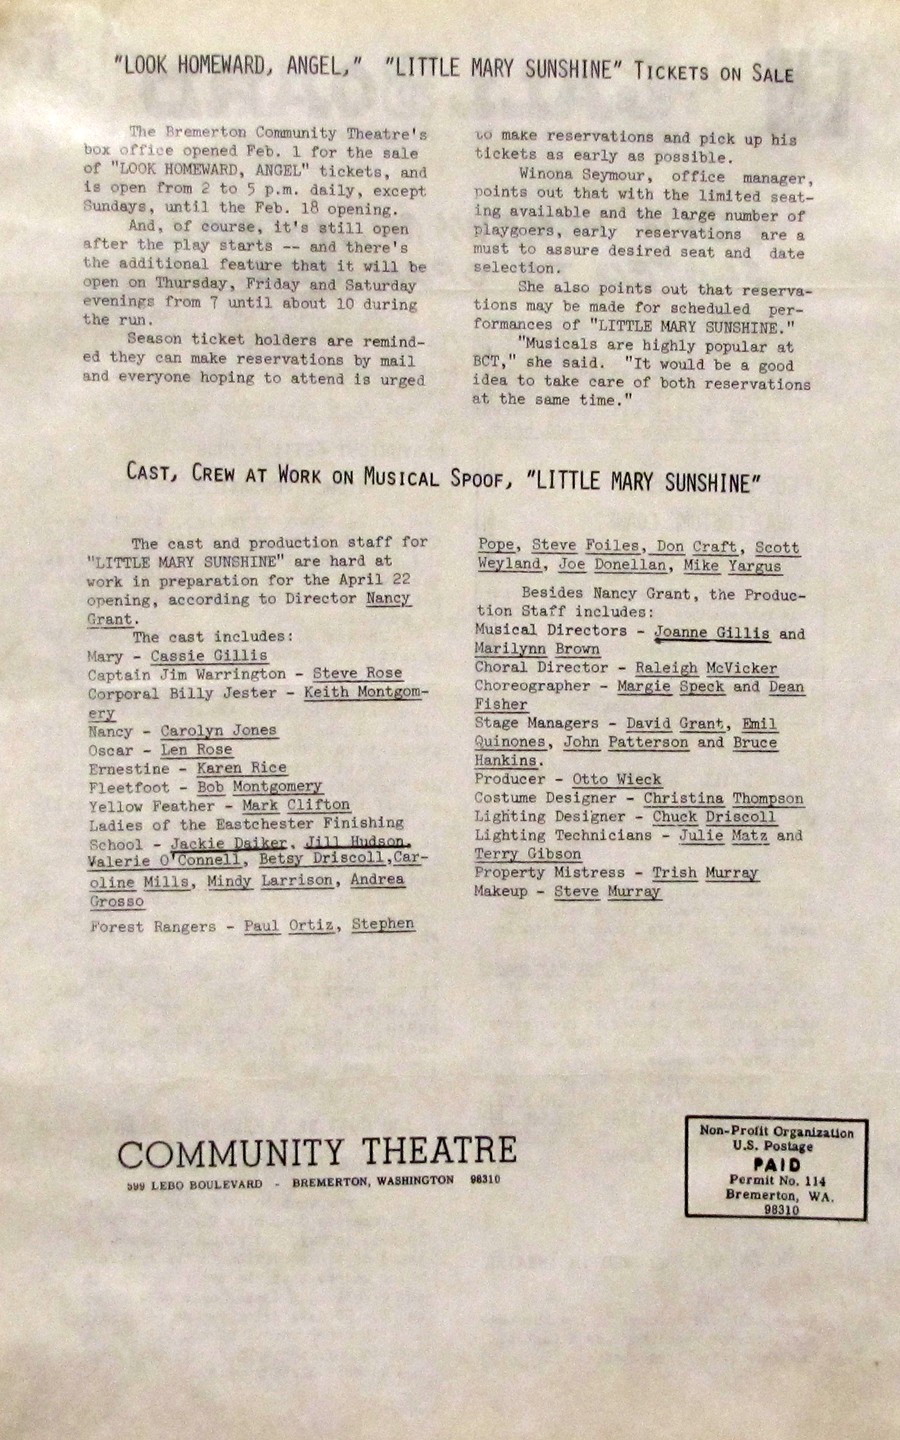 "LOOK HOMEWARD, ANGEL," "LITTLE MARY SUNSHINE" TICKETS ON SALE
The Bremerton Community Theatre's
box office opened Feb. 1 for the sale
of "LOOK HOMEWARD, ANGEL" tickets, and
is open from 2 to 5 p.m. daily, except
Sundays, until the Feb. 18 opening.
And, of course, it's still open
after the play starts -- and there's
the additional feature that it will be
open on Thursday, Friday and Saturday
evenings from 7 until about 10 during
the run.
Season ticket holders are remind-
ed they can make reservations by mail
and everyone hoping to attend is urged
to make reservations and pick up his
tickets as early as possible.
Winona Seymour, office manager,
points out that with the limited seat-
ing available and the large number of
playgoers, early reservations are a
must to assure desired seat and date
selection.
She also points out that reserva-
tions may be made for scheduled per-
formances of "LITTLE MARY SUNSHINE."
"Musicals are highly popular at
BCT," she said. "It would be a good
idea to take care of both reservations
at the same time."
CAST, CREW AT WORK ON MUSICAL SPOOF, "LITTLE MARY SUNSHINE"
The cast and production staff for
"LITTLE MARY SUNSHINE" are hard at
work in preparation for the April 22
opening, according to Director Nancy
Grant.
The cast includes:
Mary - Cassie Gillis
Captain Jim Warrington - Steve Rose
Corporal Billy Jester - Keith Montgom-
ery
Nancy - Carolyn Jones
Oscar - Len Rose
Ernestine - Karen Rice
Fleetfoot - Bob Montgomery
Yellow Feather - Mark Clifton
Ladies of the Eastchester Finishing
School - Jackie Daiker, Jill Hudson,
Valerie O'Connell, Betsy Driscoll,Car-
oline Mills, Mindy Larrison, Andrea
Grosso
Forest Rangers - Paul Ortiz, Stephen
Pope, Steve Foiles, Don Craft, Scott
Weyland, Joe Donellan, Mike Yargus
Besides Nancy Grant, the Produc-
tion Staff includes:
Musical Directors - Joanne Gillis and
Marilynn Brown
Choral Director - Raleigh McVicker
Choreographer - Margie Speck and Dean
Fisher
Stage Managers - David Grant, Emil
Quinones, John Patterson and Bruce
Hankins.
Producer - Otto Wieck
Costume Designer - Christina Thompson
Lighting Designer - Chuck Driscoll
Lighting Technicians - Julie Matz and
Terry Gibson
Property Mistress - Trish Murray
Makeup - Steve Murray
COMMUNITY THEATRE
599 LEBO BOULEVARD - BREMERTON, WASHINGTON 98310
Non-Profit Organization
U.S. Postage
PAID
Permit No. 114
Bremerton, WA.
98310